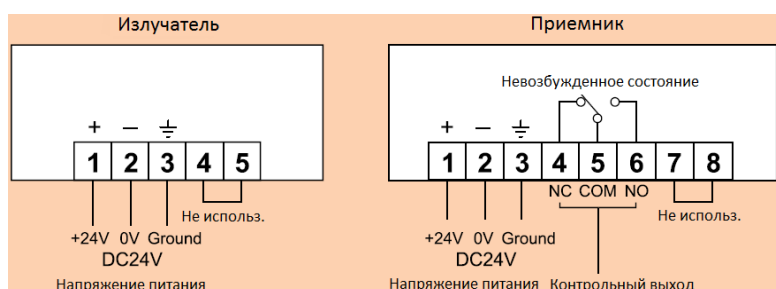 Излучатель
Приемник
Невозбужденное состояние
+ – 
1 2 3 4 5
+ –
1 2 3 4 5 6 7 8
NC COM NO
Не использ.
Не использ.
+24V 0V Ground
DC24V
Напряжение питания
+24V 0V Ground
DC24V
Напряжение питания Контрольный выход